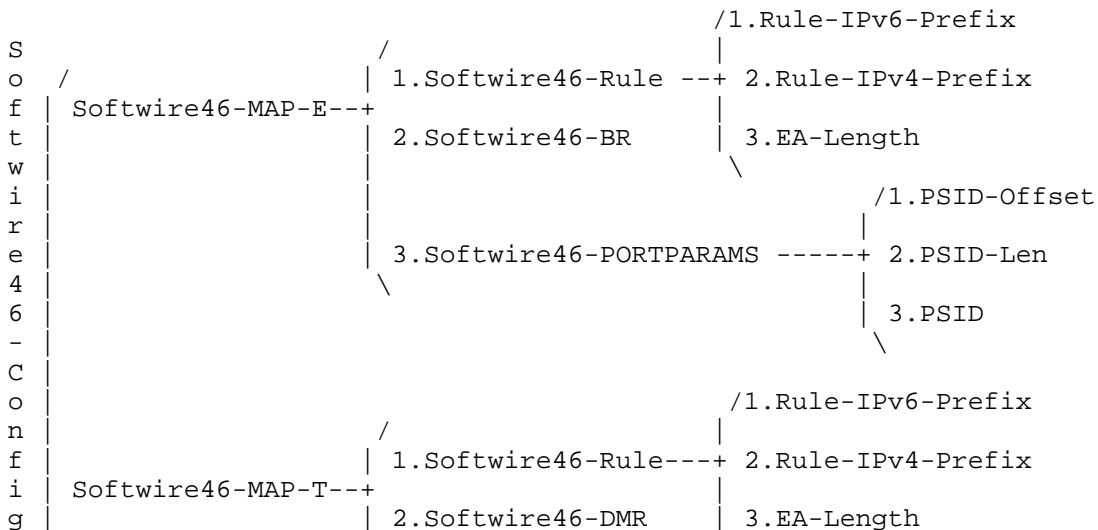 /1.Rule-IPv6-Prefix
S                           /                       |
o   /                       | 1.Softwire46-Rule --+ 2.Rule-IPv4-Prefix
f  | Softwire46-MAP-E--+                       |
t  |                        | 2.Softwire46-BR       | 3.EA-Length
w  |                        |                        \
i  |                        |                                 /1.PSID-Offset
r  |                        |                                |
e  |                        | 3.Softwire46-PORTPARAMS -----+ 2.PSID-Len
4  |                         \                               |
6  |                                                         | 3.PSID
-  |                                                          \
C  |
o  |                                                 /1.Rule-IPv6-Prefix
n  |                        /                       |
f  |                        | 1.Softwire46-Rule---+ 2.Rule-IPv4-Prefix
i  | Softwire46-MAP-T--+                       |
g  |                        | 2.Softwire46-DMR      | 3.EA-Length